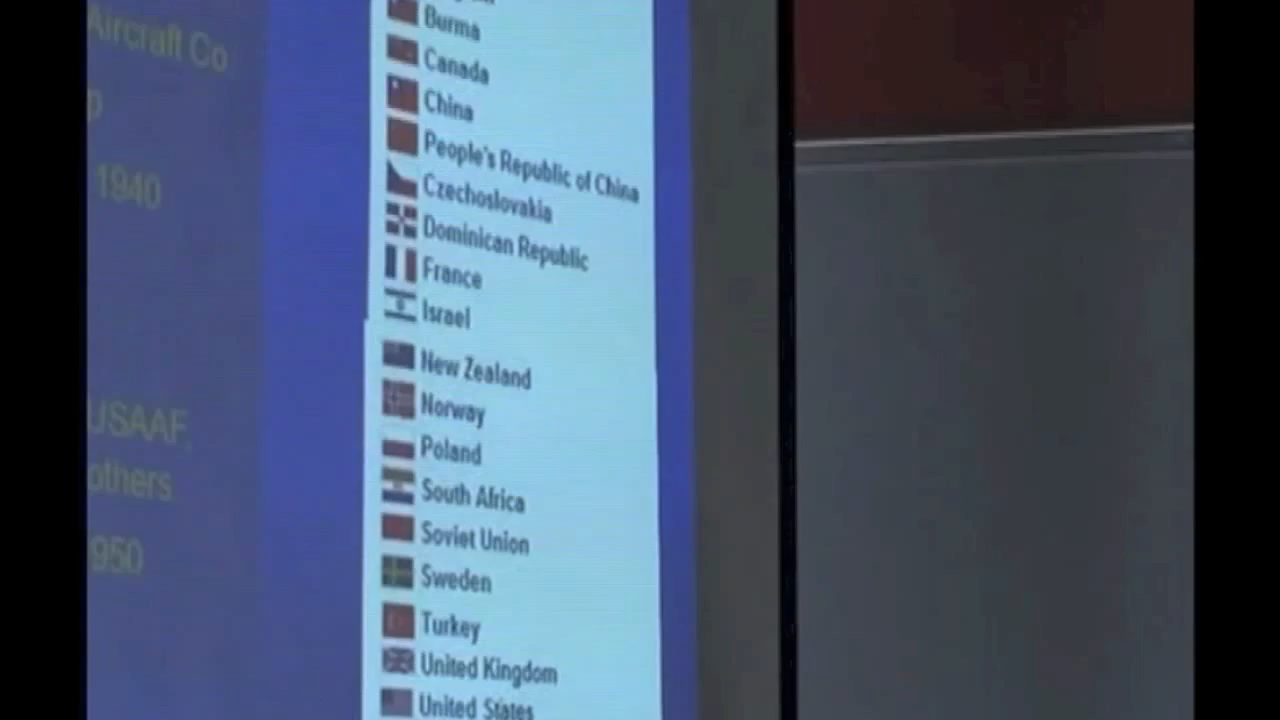 Aircraft Co
1940
USAAF,
others
950
Burma
Canada
China
People's Republic of China
Czechoslovakia
Dominican Republic
France
Israel
New Zealand
Norway
Poland
South Africa
Soviet Union
Sweden
Turkey
United Kingdom
United States